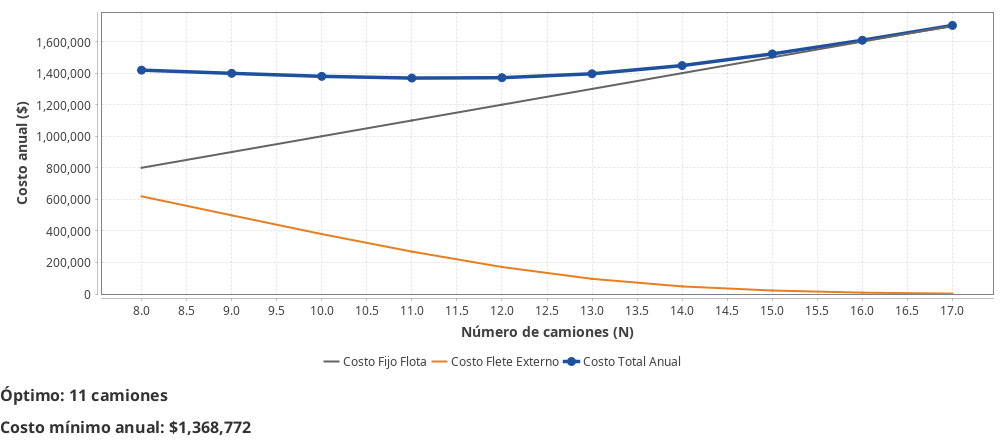 1,600,000
1,400,000
1,200,000
1,000,000
800,000
600,000
400,000
200,000
0
Costo anual ($)
8.0 8.5 9.0 9.5 10.0 10.5 11.0 11.5 12.0 12.5 13.0 13.5 14.0 14.5 15.0 15.5 16.0 16.5 17.0
Número de camiones (N)
Costo Fijo Flota Costo Flete Externo Costo Total Anual
Óptimo: 11 camiones
Costo mínimo anual: $1,368,772